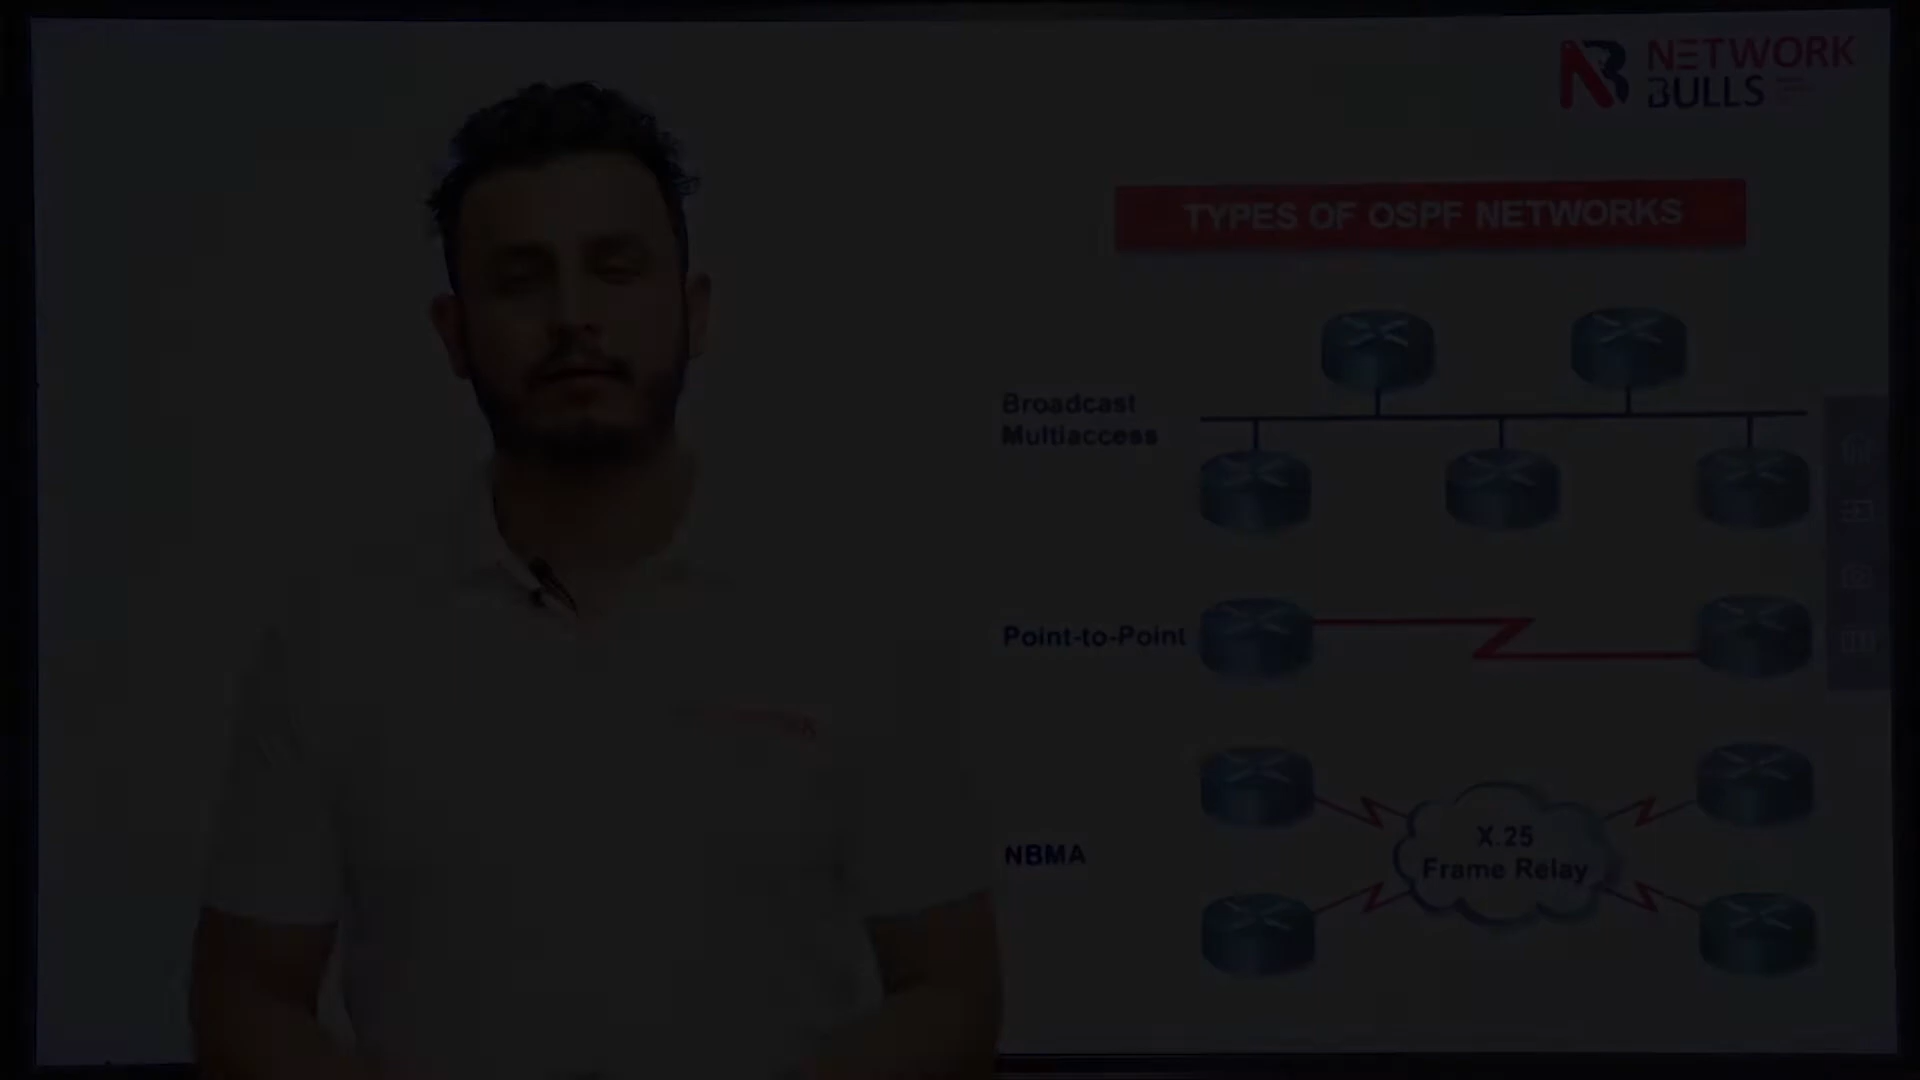 NETWORK
BULLS
TYPES OF OSPF NETWORKS
Broadcast
Multiaccess
Point-to-Point
NBMA
X.25
Frame Relay